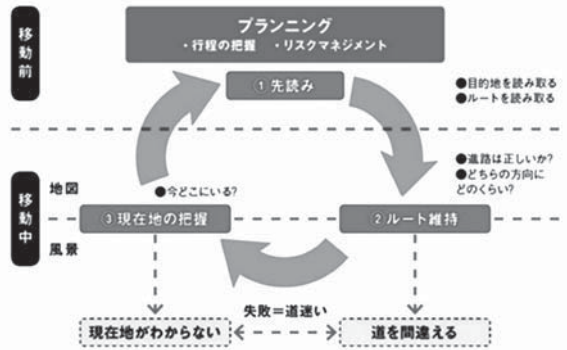 移動前
プランニング
・行程の把握 ・リスクマネジメント
①先読み
●目的地を読み取る
●ルートを読み取る
●進路は正しいか?
●どちらの方向に
どのくらい?
移動中
地図
●今どこにいる?
③現在地の把握
②ルート維持
風景
失敗=道迷い
現在地がわからない
道を間違える